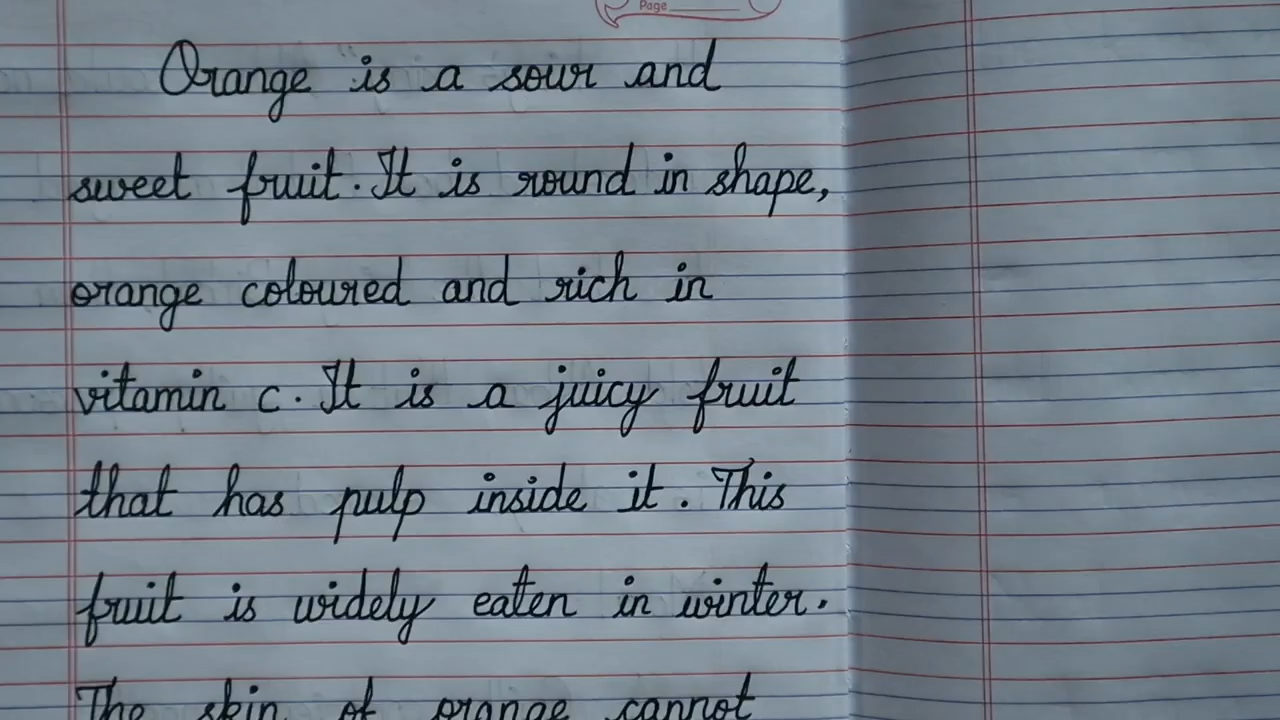 Page
Orange is a sour and
sweet fruit. It is round in shape,
orange coloured and rich in
vitamin c. It is a juicy fruit
that has pulp inside it. This
fruit is widely eaten in winter.
The skin of orange cannot